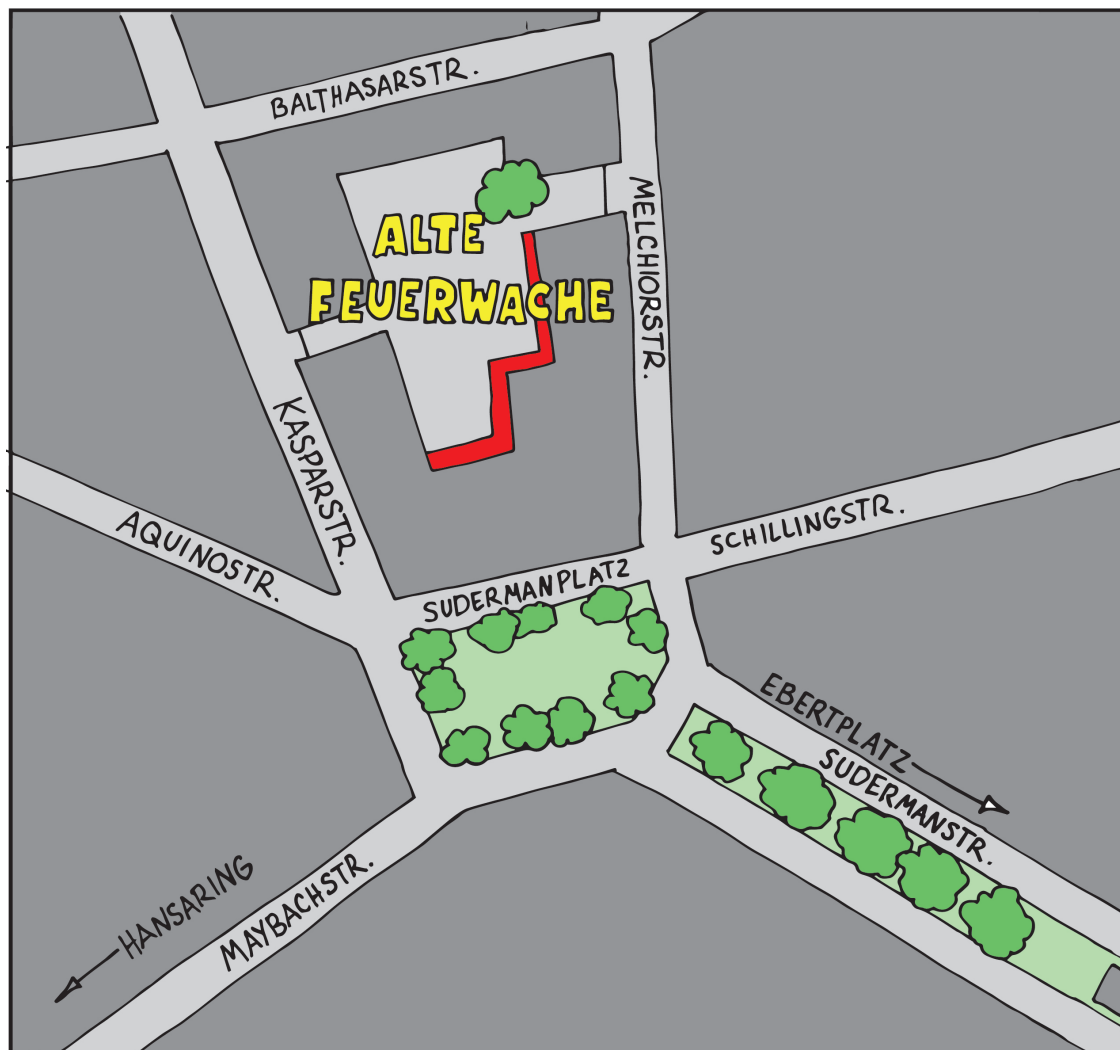 BALTHASARSTR.
MELCHIORSTR.
ALTE
FEUERWACHE
KASPARSTR.
AQUINOSTR.
SCHILLINGSTR.
SUDERMANPLATZ
EBERTPLATZ
SUDERMANSTR.
HANSARING
MAYBACHSTR.